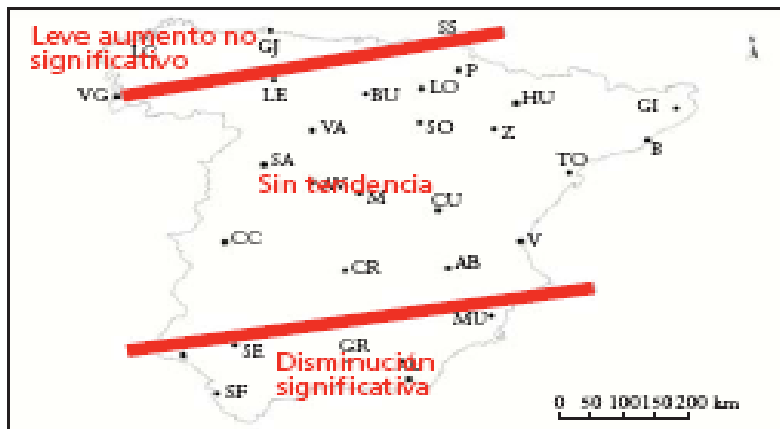 Leve aumento no
significativo
GJ
SS
VG
LE
BU
LO
P
HU
GI
VA
SO
Z
B
SA
TO
Sin tendencia
M
CU
CC
V
CR
AB
MU
SE
GR
Disminución
significativa
SF
0 50 100150200 km